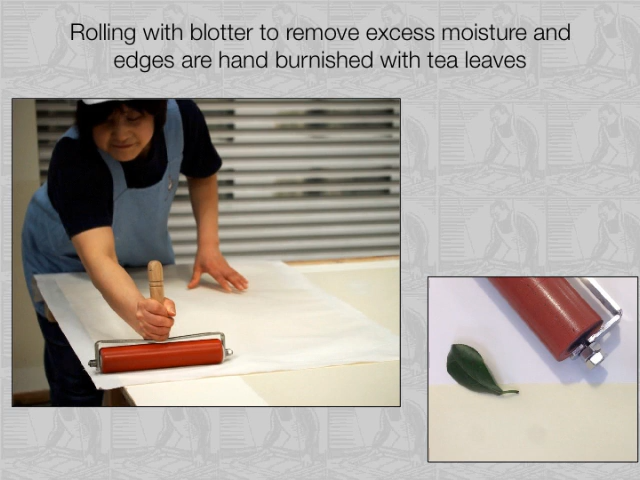 Rolling with blotter to remove excess moisture and
edges are hand burnished with tea leaves